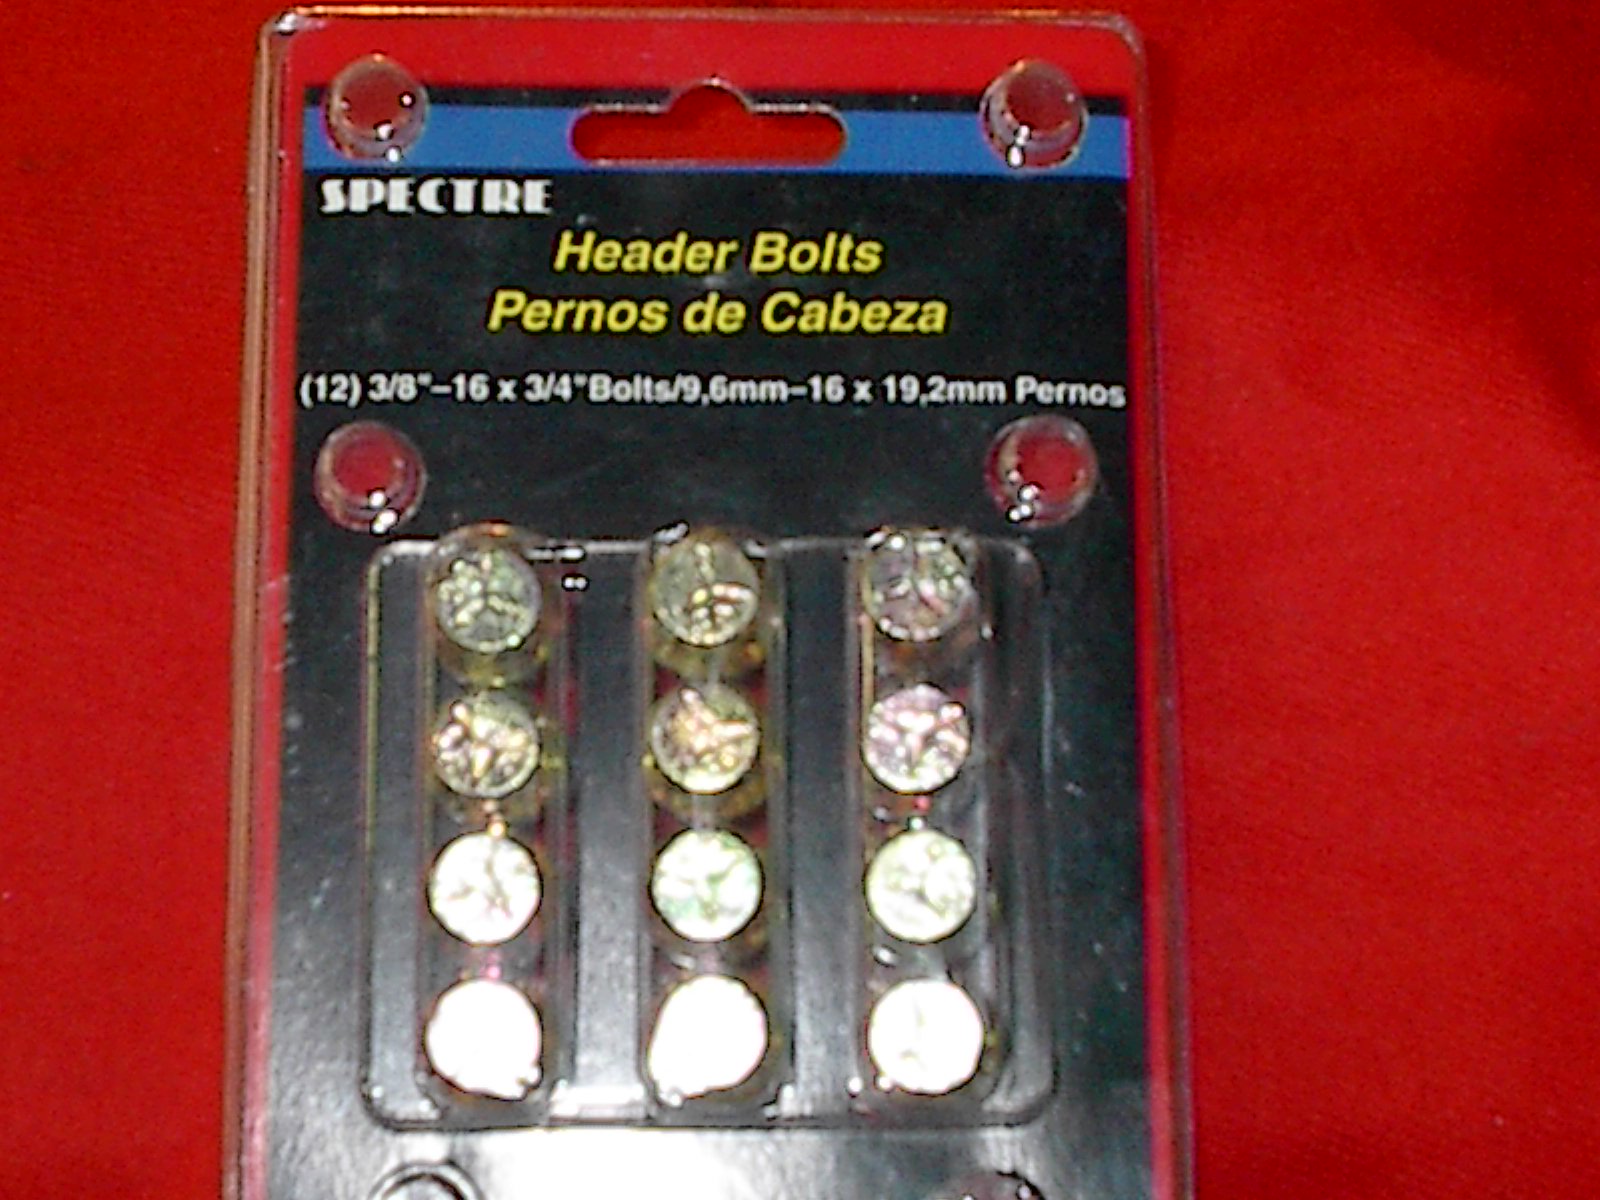 SPECTRE
Header Bolts
Pernos de Cabeza
(12) 3/8"–16 x 3/4"Bolts/9,6mm–16 x 19,2mm Pernos